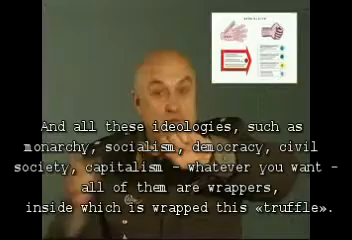 And all these ideologies, such as
monarchy, socialism, democracy, civil
society, capitalism - whatever you want -
all of them are wrappers,
inside which is wrapped this «truffle».